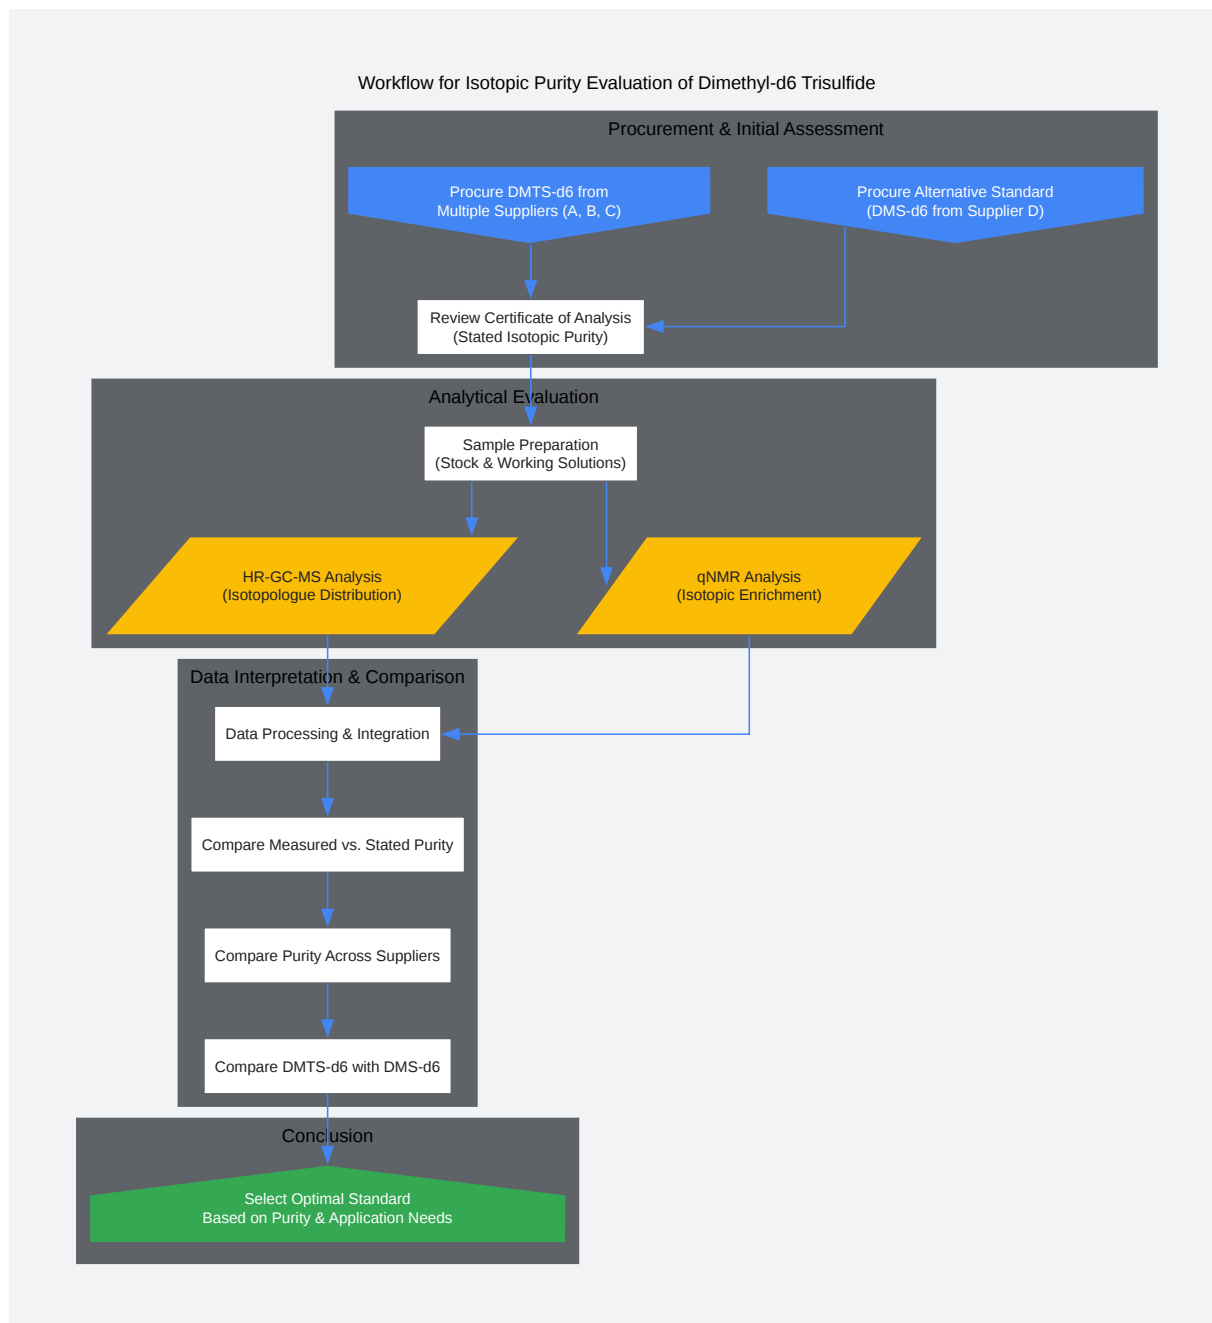 Workflow for Isotopic Purity Evaluation of Dimethyl-d6 Trisulfide
Procurement & Initial Assessment
Procure DMTS-d6 from
Multiple Suppliers (A, B, C)
Procure Alternative Standard
(DMS-d6 from Supplier D)
Review Certificate of Analysis
(Stated Isotopic Purity)
Analytical Evaluation
Sample Preparation
(Stock & Working Solutions)
HR-GC-MS Analysis
(Isotopologue Distribution)
qNMR Analysis
(Isotopic Enrichment)
Data Interpretation & Comparison
Data Processing & Integration
Compare Measured vs. Stated Purity
Compare Purity Across Suppliers
Compare DMTS-d6 with DMS-d6
Conclusion
Select Optimal Standard
Based on Purity & Application Needs